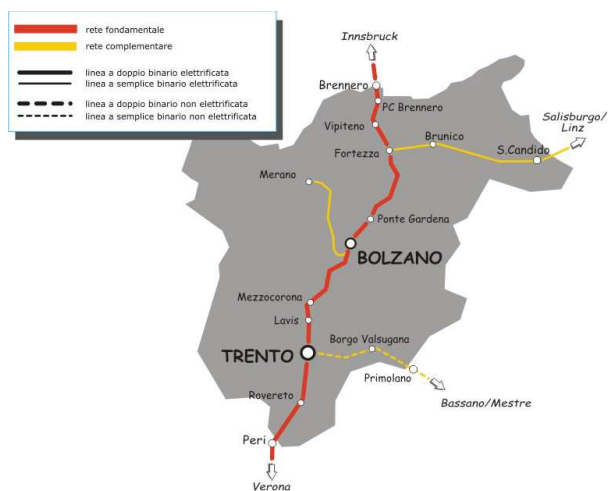 rete fondamentale
rete complementare
linea a doppio binario elettrificata
linea a semplice binario elettrificata
linea a doppio binario non elettrificata
linea a semplice binario non elettrificata
Innsbruck
Brennero
PC Brennero
Vipiteno
Salisburgo/
Linz
Brunico
Fortezza
S.Candido
Merano
Ponte Gardena
BOLZANO
Mezzocorona
Lavis
Borgo Valsugana
TRENTO
Primolano
Rovereto
Bassano/Mestre
Peri
Verona